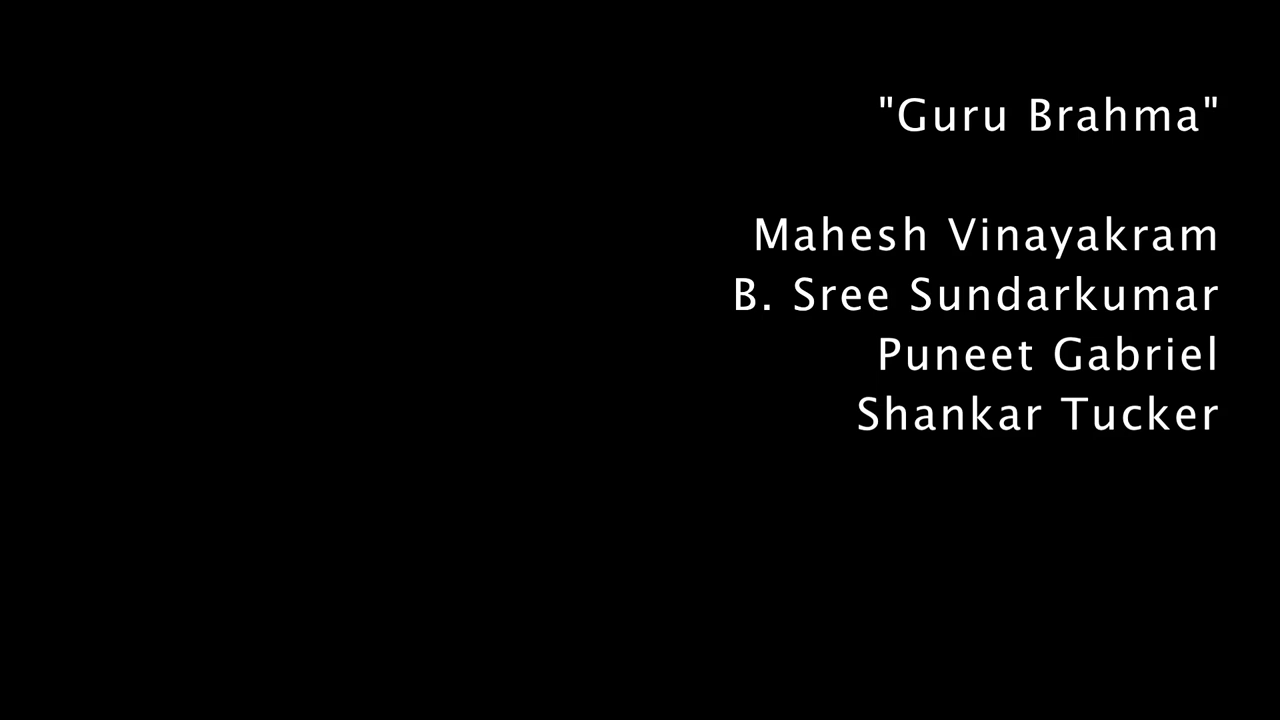 "Guru Brahma"
Mahesh Vinayakram
B. Sree Sundarkumar
Puneet Gabriel
Shankar Tucker